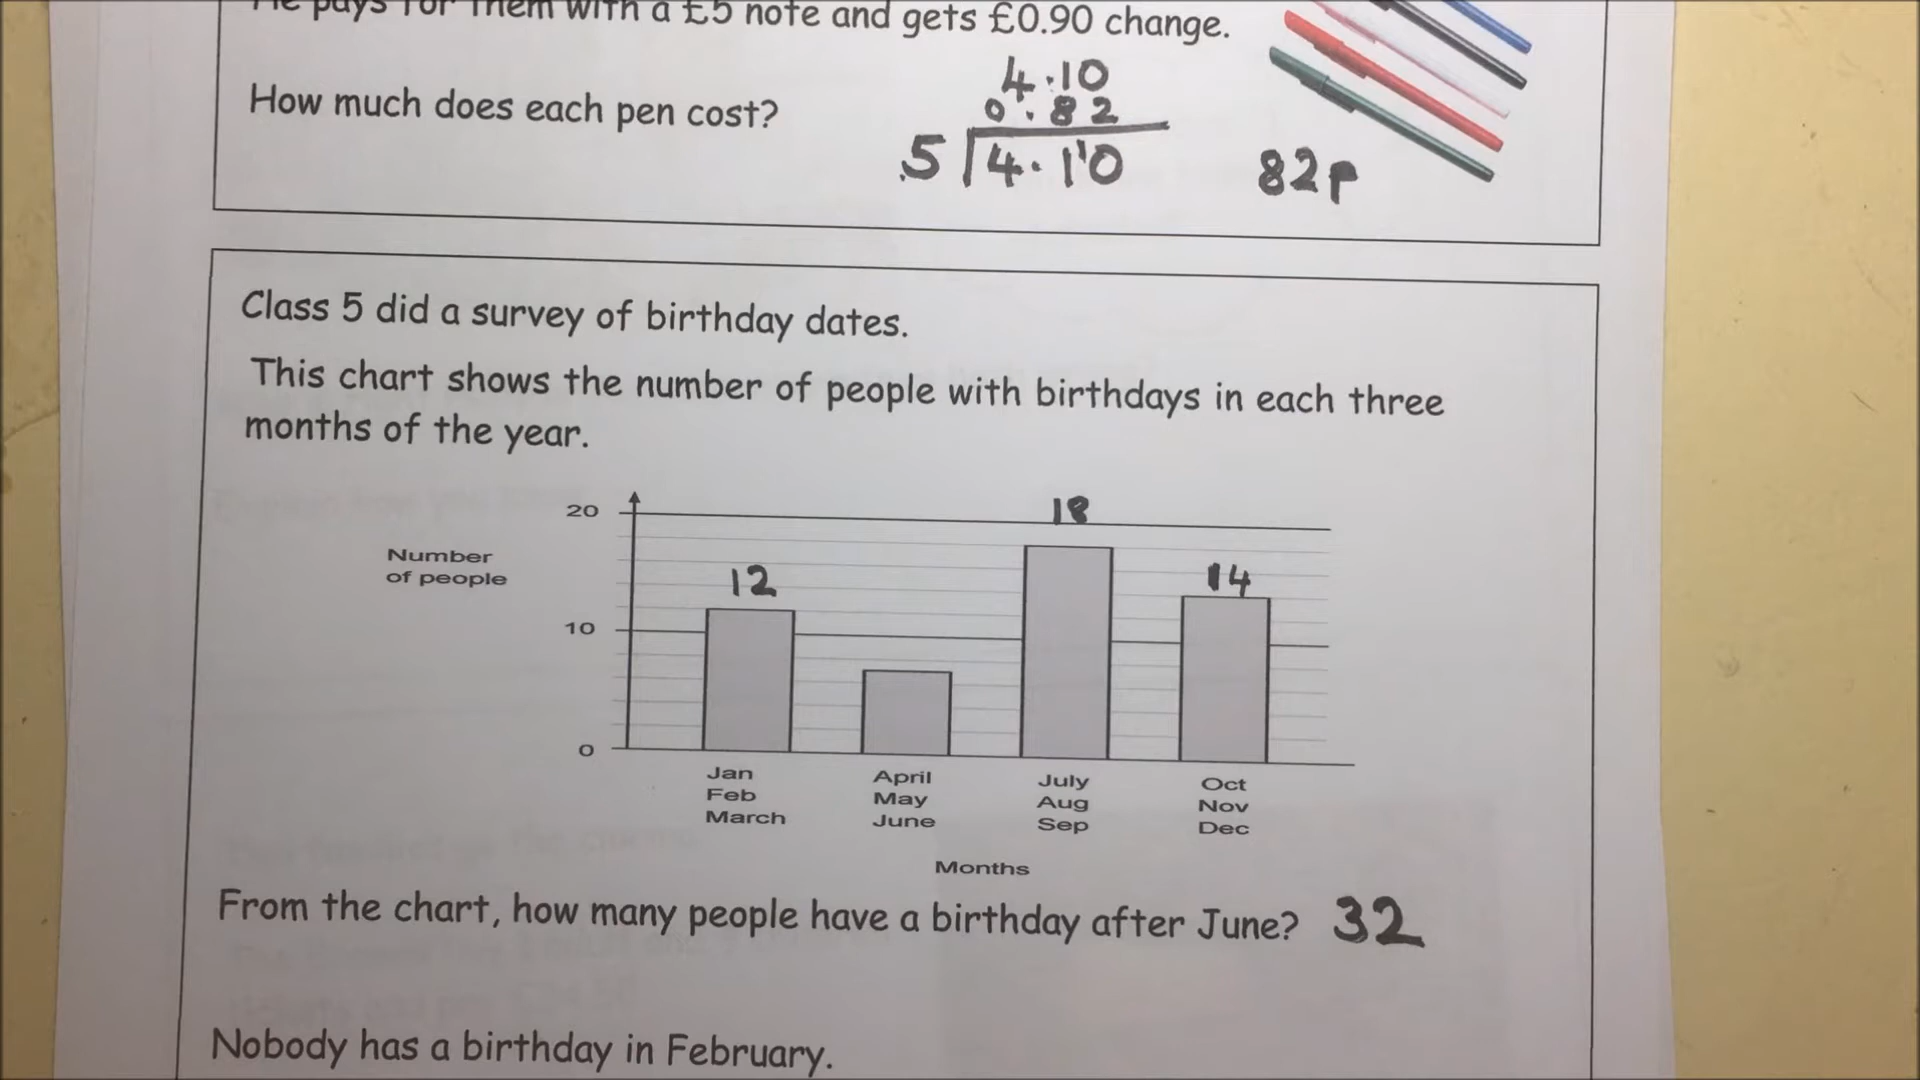 He pays for them with a £5 note and gets £0.90 change.
4.10
How much does each pen cost?
0.82
5 4.1'0
82p
Class 5 did a survey of birthday dates.
This chart shows the number of people with birthdays in each three
months of the year.
20
18
Number
of people
12
14
10
0
Jan
Feb
March
April
May
June
July
Aug
Sep
Oct
Nov
Dec
Months
From the chart, how many people have a birthday after June? 32
Nobody has a birthday in February.